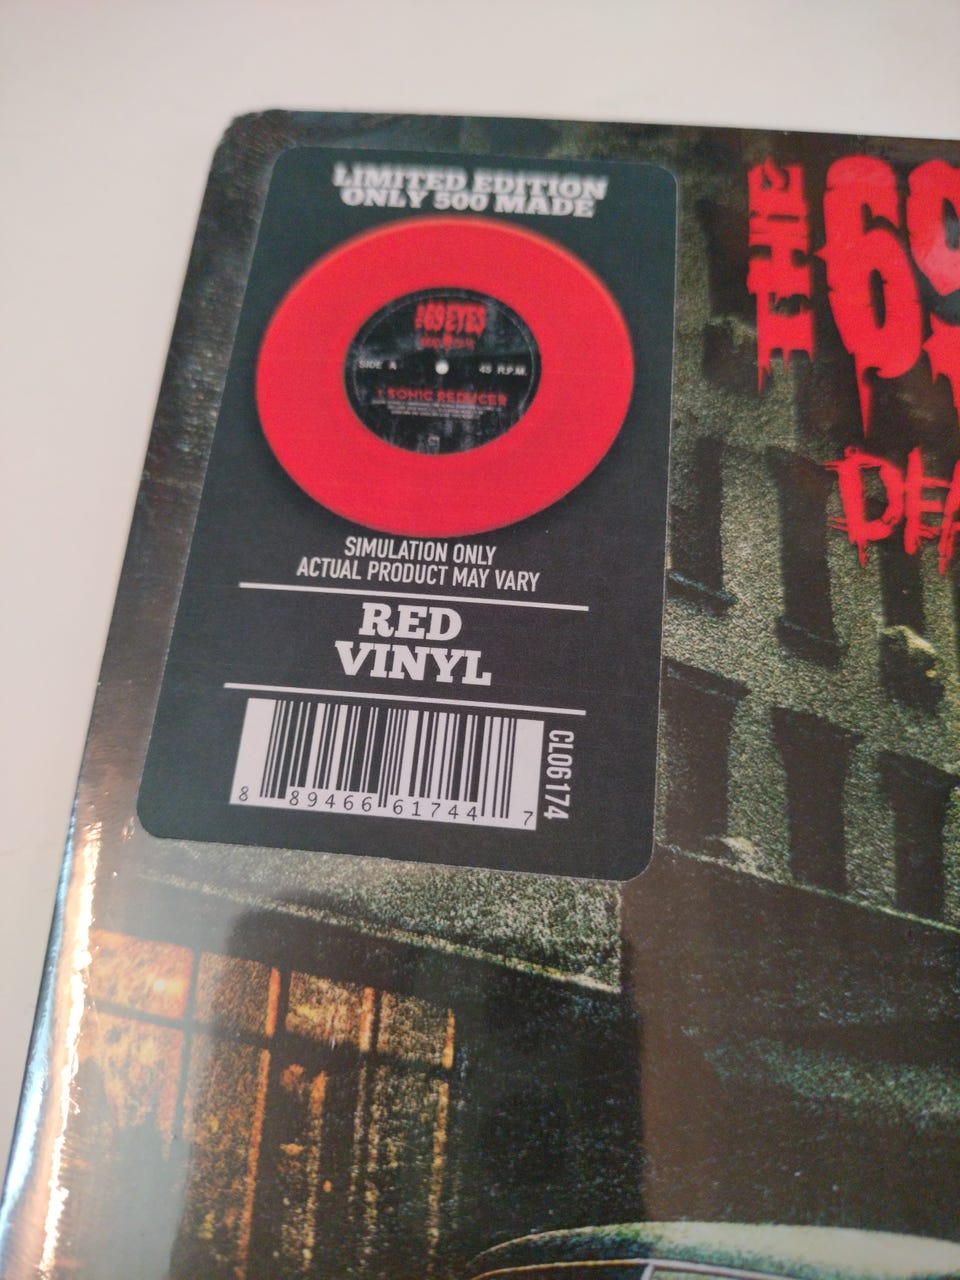 LIMITED EDITION
ONLY 500 MADE
THE 69 EYES
SIDE A
45 R.P.M.
SONIC REDUCER
SIMULATION ONLY
ACTUAL PRODUCT MAY VARY
RED
VINYL
8 89466 61744 7
CLO6174
THE
69
DEA